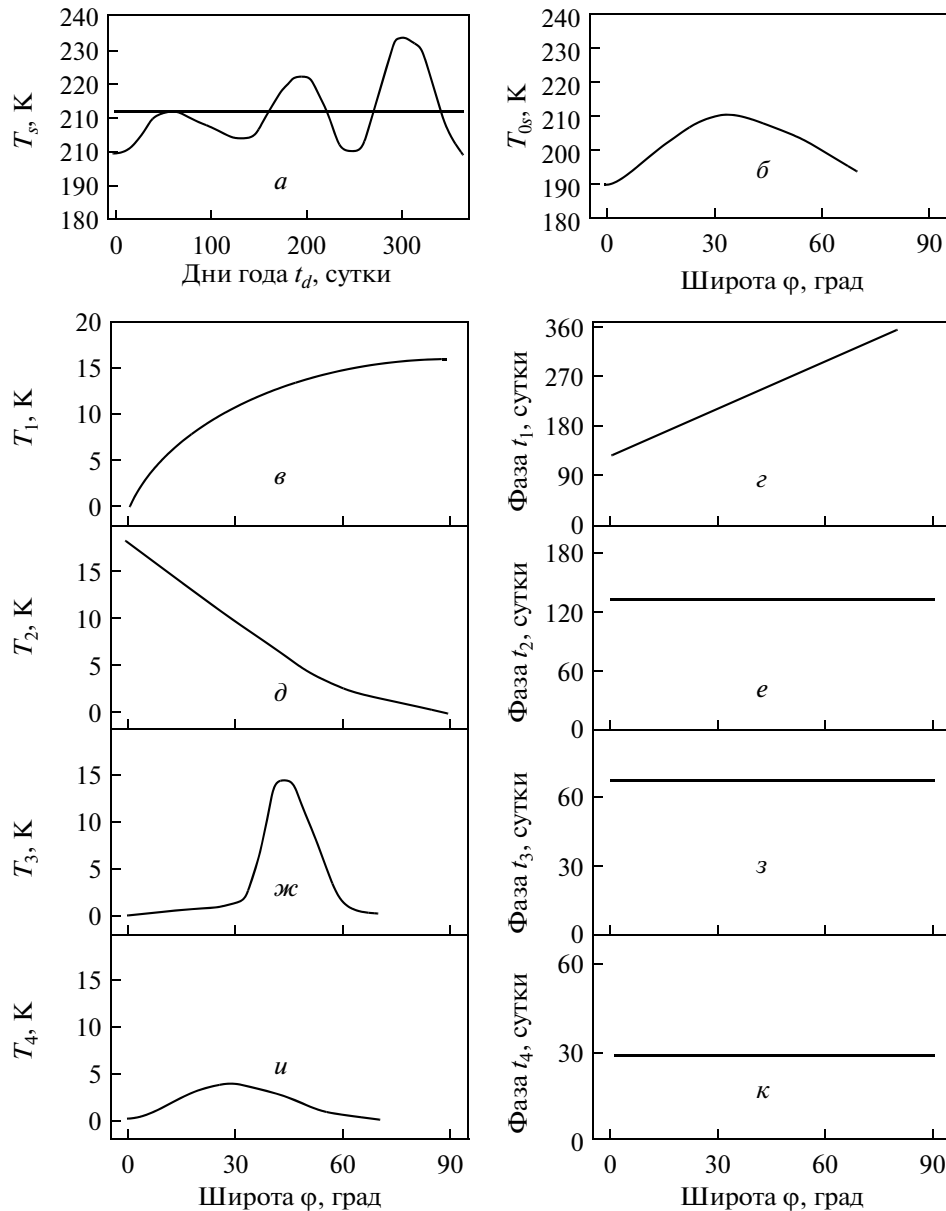 240
230
220
210
210
190
180
T_s, К
а
0 100 200 300
Дни года t_d, сутки
240
230
220
210
200
190
180
T_0s, К
б
0 30 60 90
Широта φ, град
20
15
10
5
0
T_1, К
в
360
270
180
90
0
Фаза t_1, сутки
г
15
10
5
0
T_2, К
д
180
120
60
0
Фаза t_2, сутки
е
15
10
5
0
T_3, К
ж
60
30
0
Фаза t_3, сутки
з
15
10
5
0
T_4, К
и
0 30 60 90
Широта φ, град
60
30
0
Фаза t_4, сутки
к
0 30 60 90
Широта φ, град